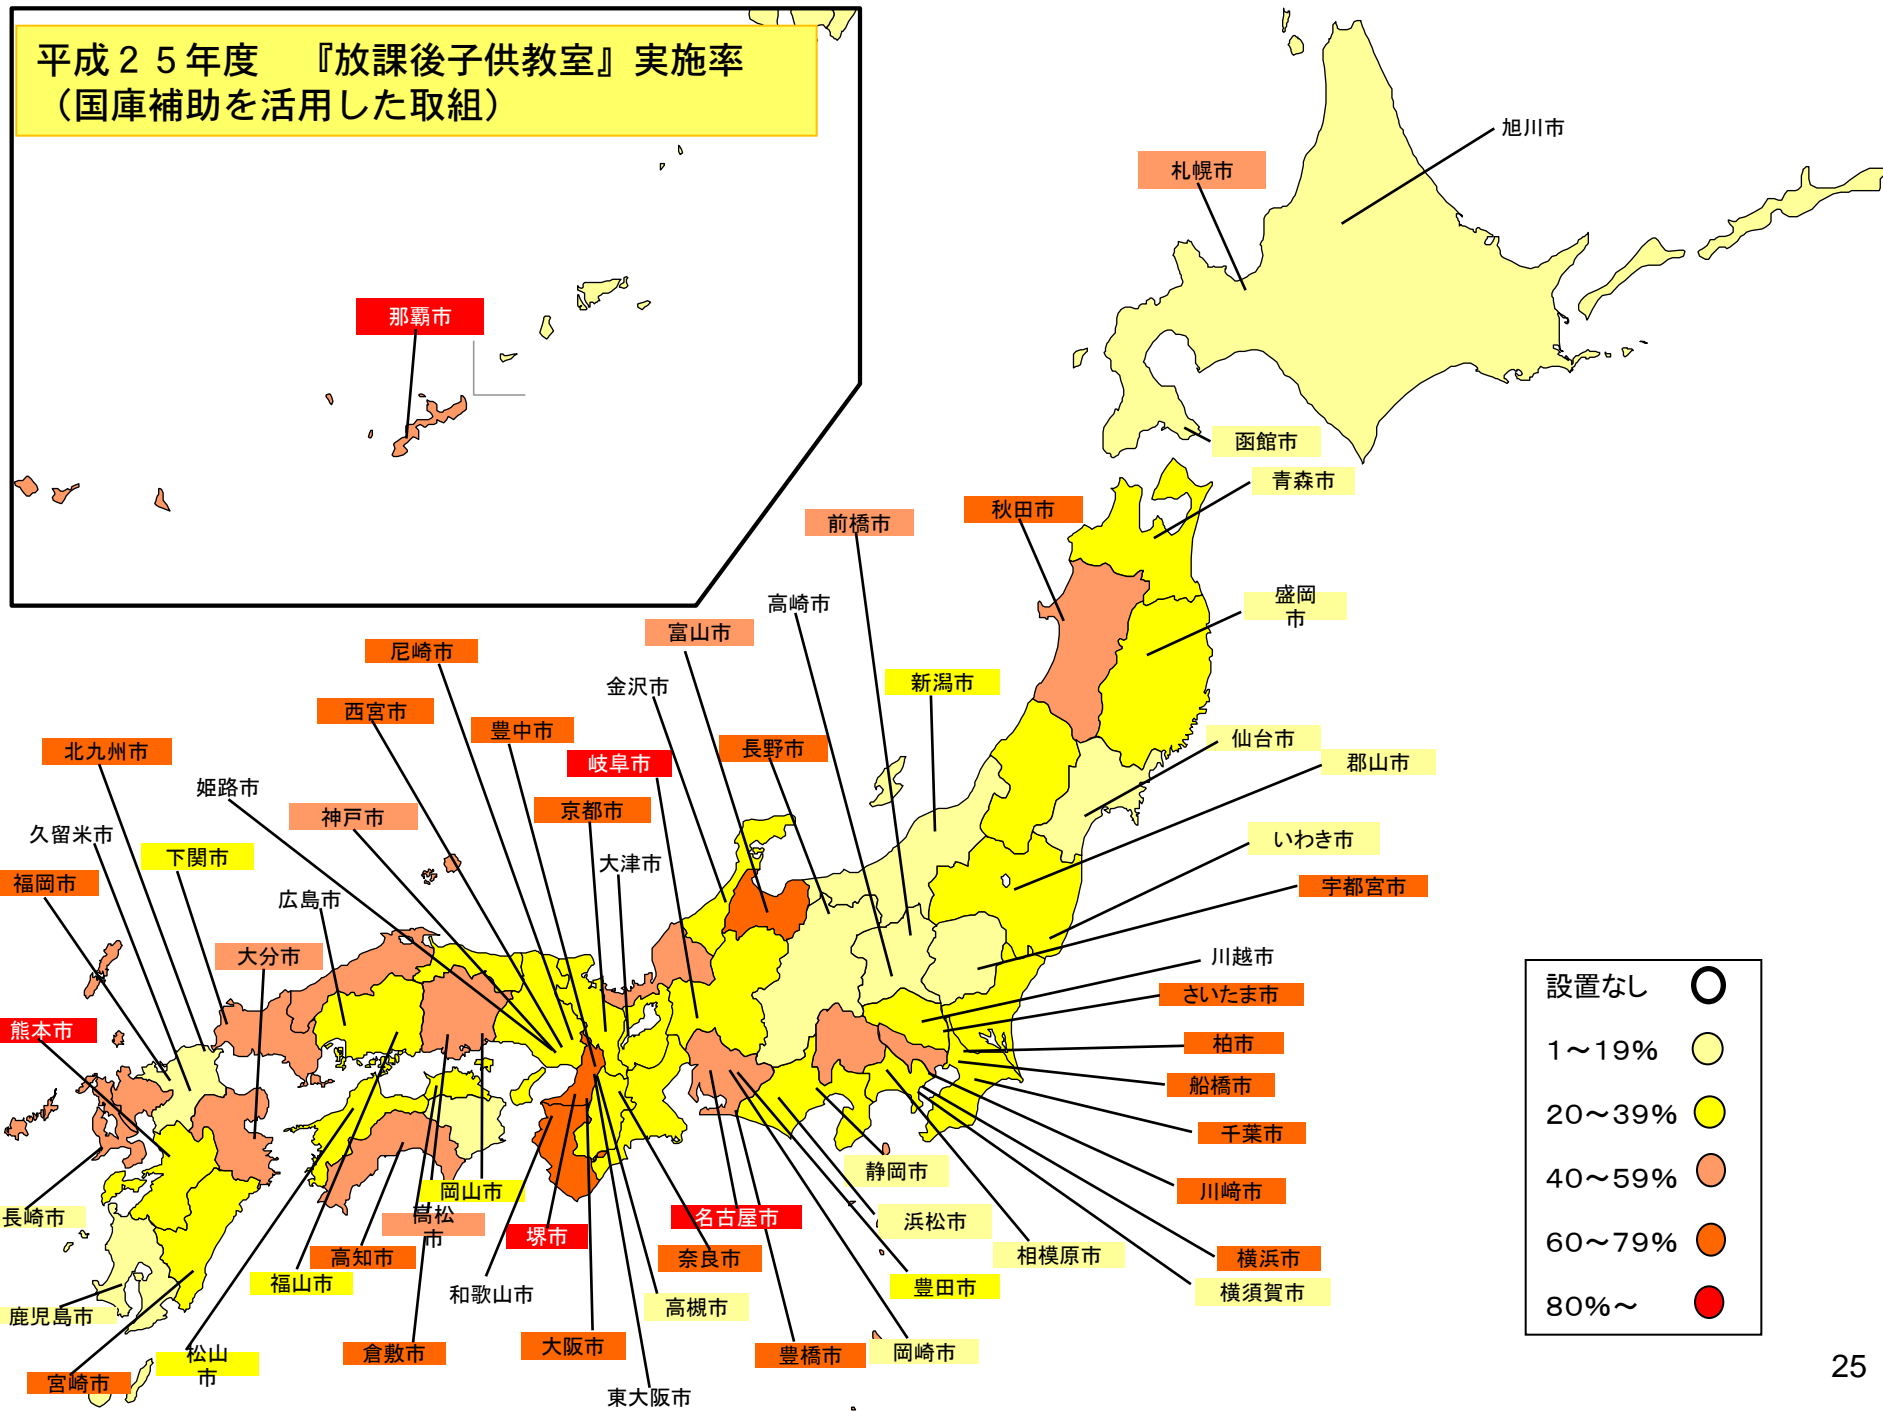 平成２５年度　『放課後子供教室』実施率
（国庫補助を活用した取組）
旭川市
札幌市
那覇市
函館市
青森市
秋田市
前橋市
盛岡
市
高崎市
富山市
尼崎市
金沢市
新潟市
西宮市
豊中市
仙台市
長野市
北九州市
岐阜市
郡山市
姫路市
京都市
神戸市
久留米市
いわき市
下関市
大津市
福岡市
宇都宮市
広島市
大分市
川越市
設置なし
さいたま市
熊本市
柏市
1～19%
船橋市
20～39%
千葉市
静岡市
40～59%
岡山市
川﨑市
長崎市
高松
市
名古屋市
浜松市
堺市
60～79%
高知市
奈良市
相模原市
横浜市
福山市
豊田市
和歌山市
横須賀市
高槻市
80%～
鹿児島市
大阪市
松山
市
倉敷市
豊橋市
岡崎市
25
宮崎市
東大阪市